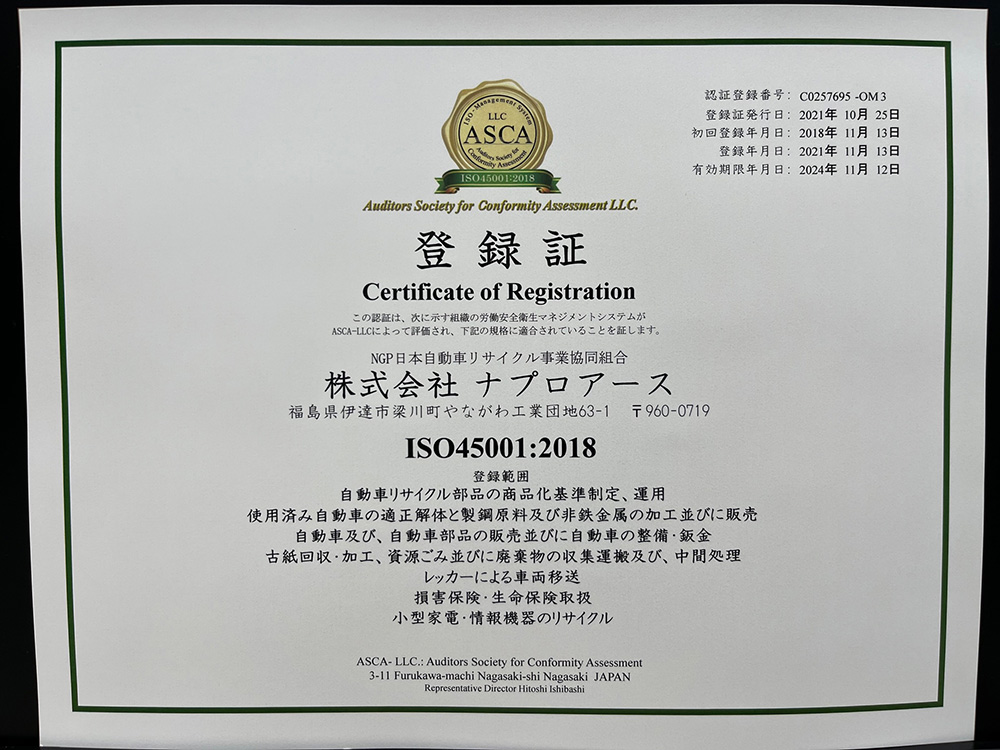 ISO-Management System
LLC
ASCA
Auditors Society for
Conformity Assessment
ISO45001:2018
Auditors Society for Conformity Assessment LLC.
認証登録番号： C0257695 -OM3
登録証発行日： 2021年 10月 25日
初回登録年月日： 2018年 11月 13日
登録年月日： 2021年 11月 13日
有効期限年月日： 2024年 11月 12日
登録証
Certificate of Registration
この認証は、次に示す組織の労働安全衛生マネジメントシステムが
ASCA-LLCによって評価され、下記の規格に適合されていることを証します。
NGP日本自動車リサイクル事業協同組合
株式会社 ナプロアース
福島県伊達市梁川町やながわ工業団地63-1 〒960-0719
ISO45001:2018
登録範囲
自動車リサイクル部品の商品化基準制定、運用
使用済み自動車の適正解体と製鋼原料及び非鉄金属の加工並びに販売
自動車及び、自動車部品の販売並びに自動車の整備・鈑金
古紙回収・加工、資源ごみ並びに廃棄物の収集運搬及び、中間処理
レッカーによる車両移送
損害保険・生命保険取扱
小型家電・情報機器のリサイクル
ASCA- LLC.: Auditors Society for Conformity Assessment
3-11 Furukawa-machi Nagasaki-shi Nagasaki JAPAN
Representative Director Hitoshi Ishibashi